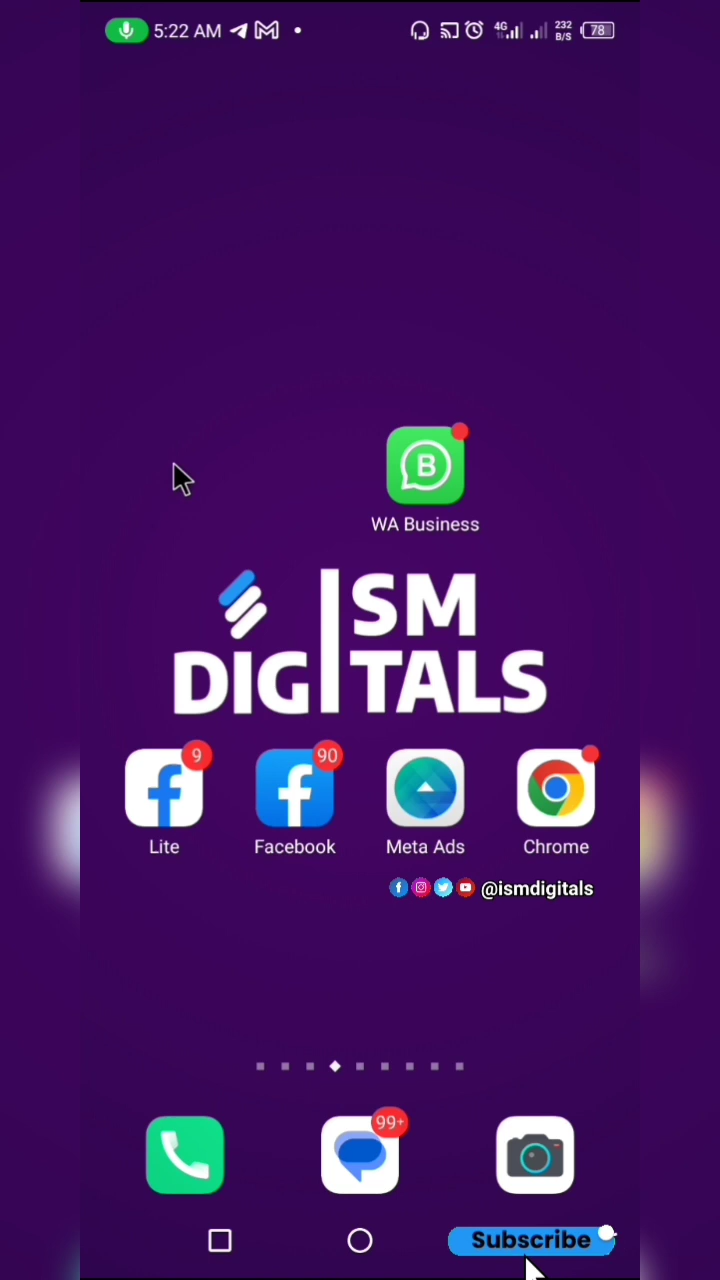 5:22 AM
4G
232
B/S
78
B
WA Business
ISM
DIGITALS
9
90
Lite
Facebook
Meta Ads
Chrome
@ismdigitals
99+
Subscribe